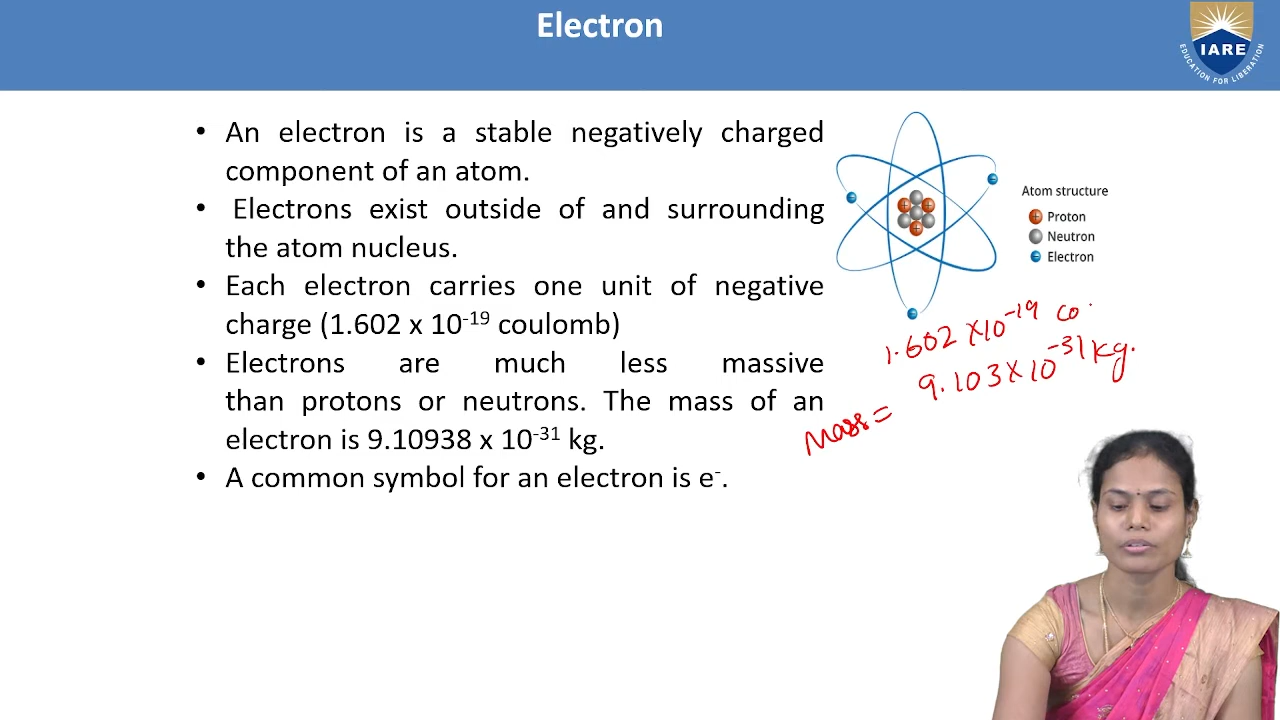 Electron
IARE
EDUCATION FOR LIBERATION
• An electron is a stable negatively charged
component of an atom.
• Electrons exist outside of and surrounding
the atom nucleus.
• Each electron carries one unit of negative
charge (1.602 x 10⁻¹⁹ coulomb)
• Electrons are much less massive
than protons or neutrons. The mass of an
electron is 9.10938 x 10⁻³¹ kg.
• A common symbol for an electron is e⁻.
Atom structure
Proton
Neutron
Electron
1.602 ×10⁻¹⁹ co
Mass = 9.103×10⁻³¹ kg.